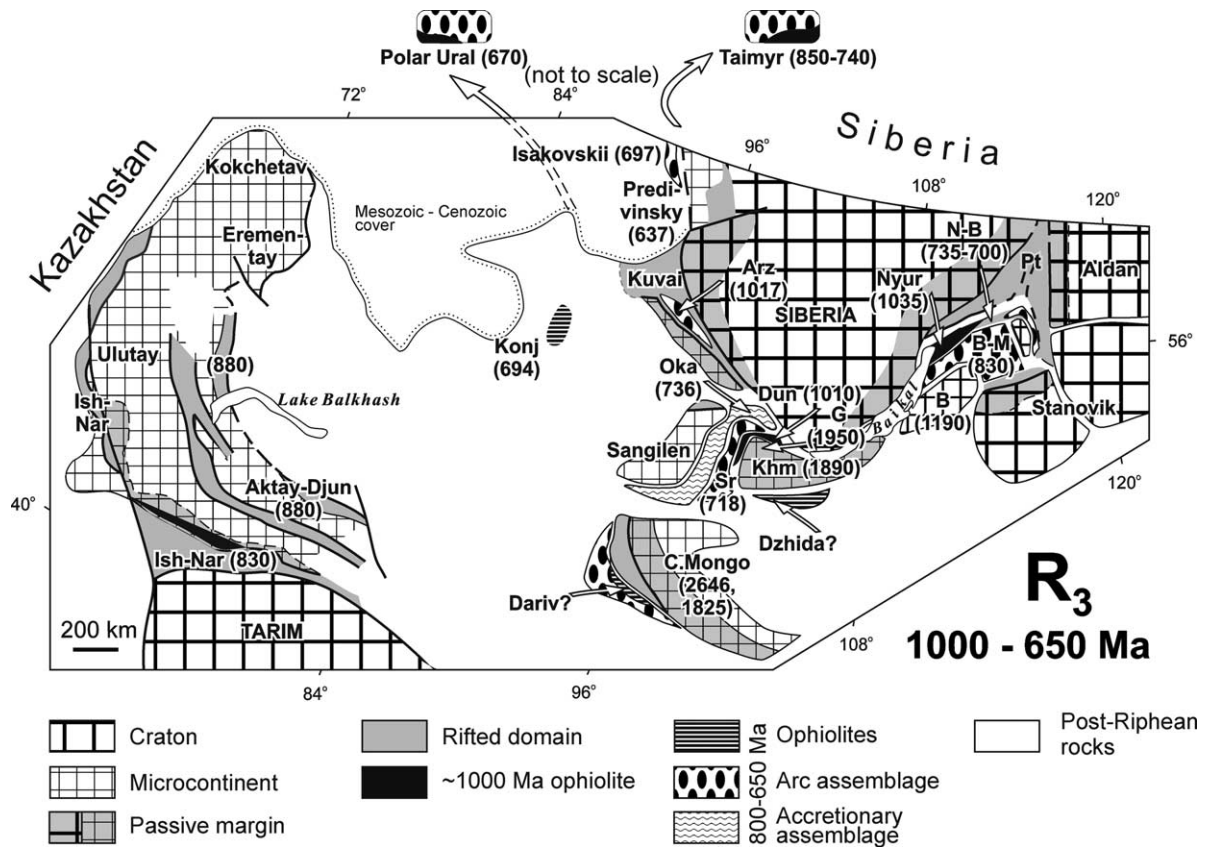 Polar Ural (670)
(not to scale)
Taimyr (850-740)
72°
84°
Siberia
Isakovskii (697)
96°
Kokchetav
Kazakhstan
Predi-
vinsky
(637)
108°
120°
Mesozoic - Cenozoic
cover
Eremen-
tay
N-B
(735-700)
Pt
Aldan
Kuvai
Arz
(1017)
Nyur
(1035)
SIBERIA
Konj
(694)
56°
B-M
(830)
Ulutay
(880)
Oka
(736)
Lake Balkhash
Ish-
Nar
Dun (1010)
G
(1950)
Baikal
B
(1190)
Stanovik
Sangilen
Khm (1890)
Sr
(718)
120°
40°
Aktay-Djun
(880)
Dzhida?
Ish-Nar (830)
C.Mongo
(2646,
1825)
Dariv?
R3
1000 - 650 Ma
108°
200 km
TARIM
84°
96°
Craton
Microcontinent
Passive margin
Rifted domain
~1000 Ma ophiolite
800-650 Ma
Ophiolites
Arc assemblage
Accretionary
assemblage
Post-Riphean
rocks